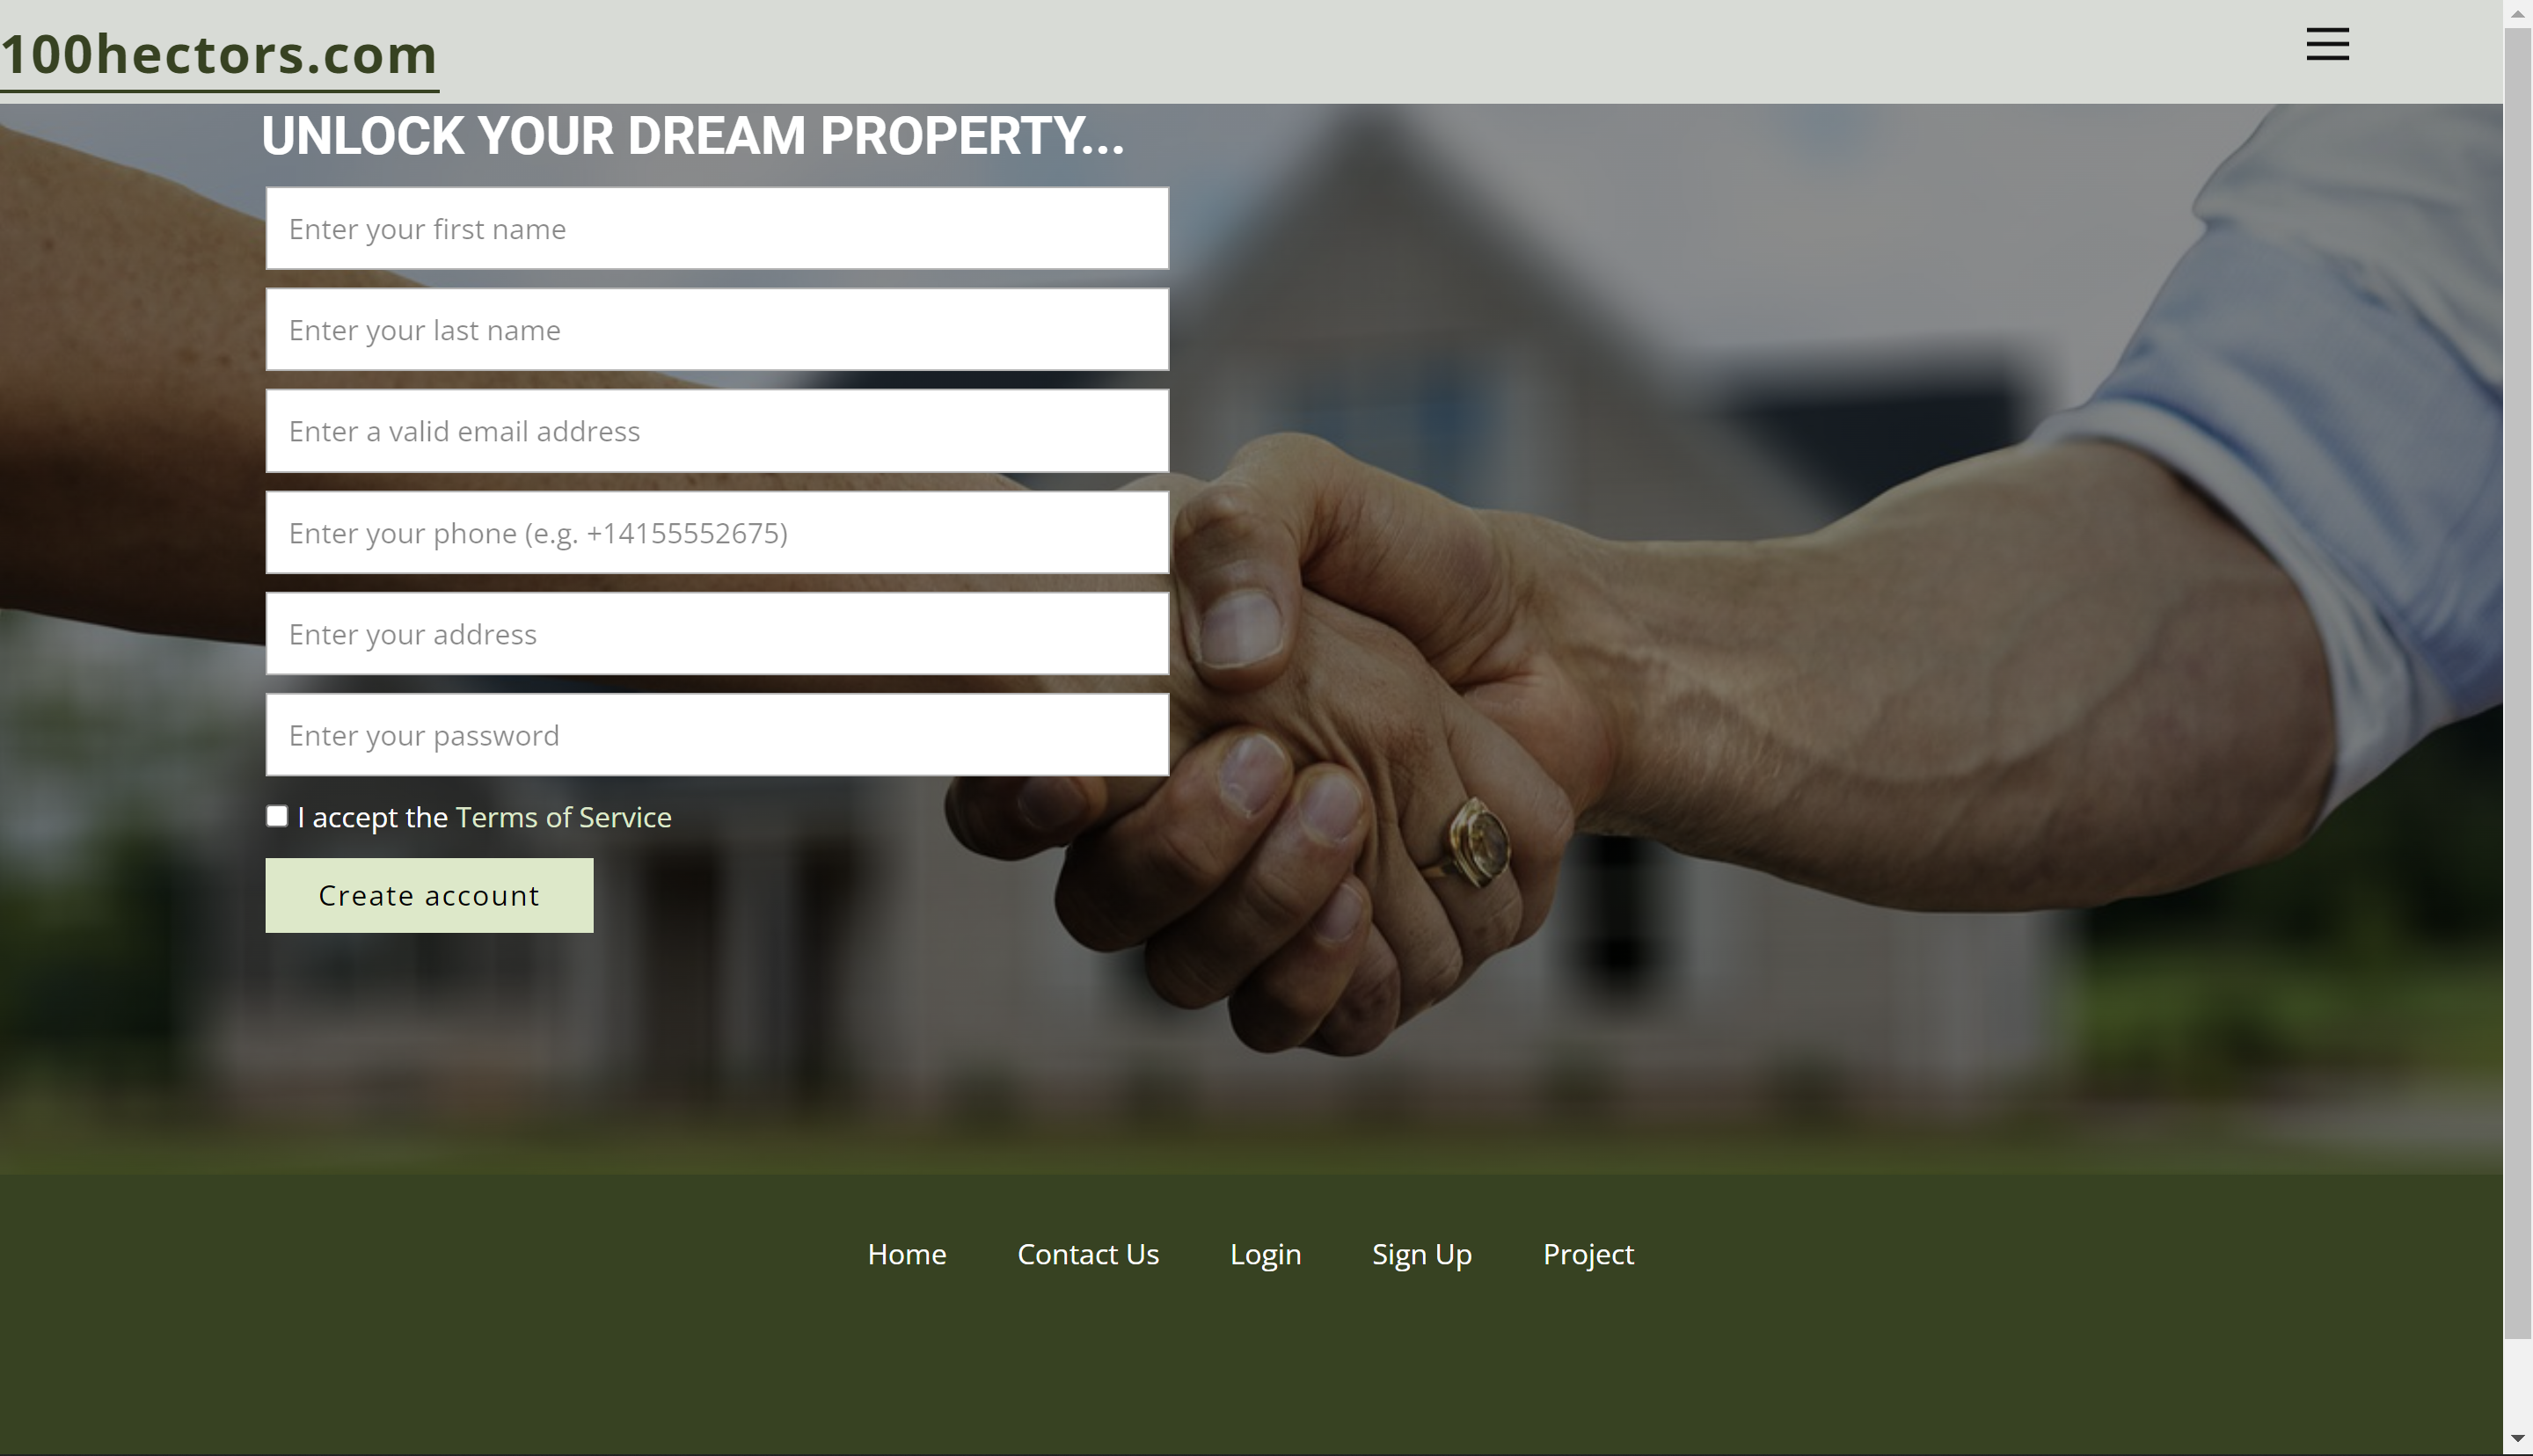 100hectors.com
UNLOCK YOUR DREAM PROPERTY...
Enter your first name
Enter your last name
Enter a valid email address
Enter your phone (e.g. +14155552675)
Enter your address
Enter your password
I accept the Terms of Service
Create account
Home Contact Us Login Sign Up Project